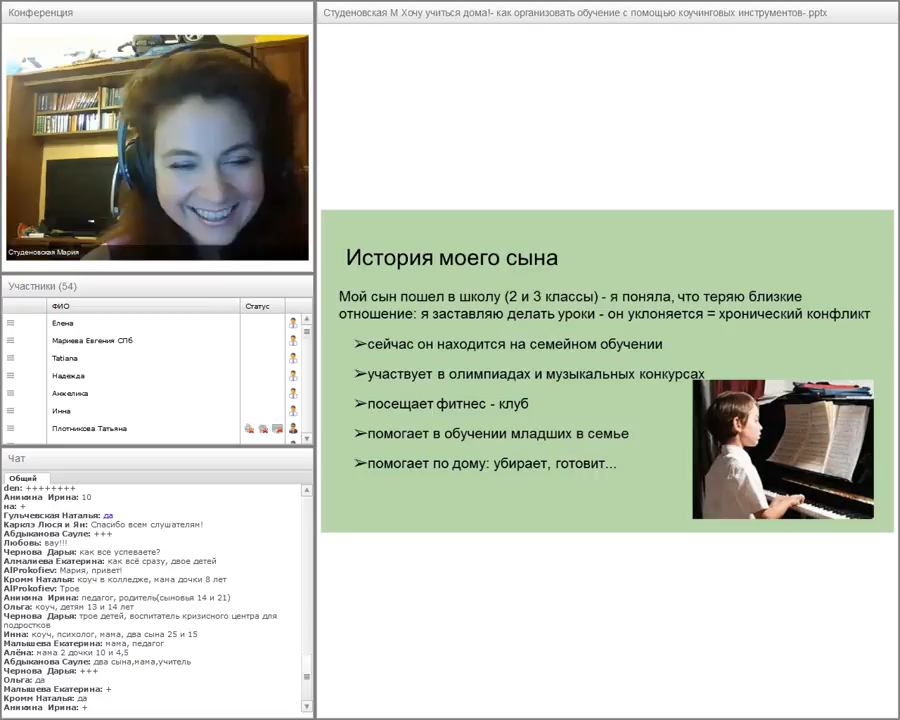 Конференция
Студеновская Мария
Участники (54)
ФИО
Статус
Елена
Мариева Евгения СПб
Tatiana
Надежда
Анжелика
Инна
Плотникова Татьяна
Чат
Общий
den: ++++++++
Аникина Ирина: 10
на: +
Гульчевская Наталья: да
Карклэ Люся и Ян: Спасибо всем слушателям!
Абдыканова Сауле: +++
Любовь: вау!!!
Чернова Дарья: как все успеваете?
Алмалиева Екатерина: как всё сразу, двое детей
AlProkofiev: Мария, привет!
Кромм Наталья: коуч в колледже, мама дочки 8 лет
AlProkofiev: Трое
Аникина Ирина: педагог, родитель(сыновья 14 и 21)
Ольга: коуч, детям 13 и 14 лет
Чернова Дарья: трое детей, воспитатель кризисного центра для
подростков
Инна: коуч, психолог, мама, два сына 25 и 15
Малышева Екатерина: мама, педагог
Алёна: мама 2 дочки 10 и 4,5
Абдыканова Сауле: два сына,мама,учитель
Чернова Дарья: +++
Ольга: да
Малышева Екатерина: +
Кромм Наталья: да
Аникина Ирина: +
Студеновская М Хочу учиться дома!- как организовать обучение с помощью коучинговых инструментов-.pptx
История моего сына
Мой сын пошел в школу (2 и 3 классы) - я поняла, что теряю близкие
отношение: я заставляю делать уроки - он уклоняется = хронический конфликт
➢сейчас он находится на семейном обучении
➢участвует в олимпиадах и музыкальных конкурсах
➢посещает фитнес - клуб
➢помогает в обучении младших в семье
➢помогает по дому: убирает, готовит...